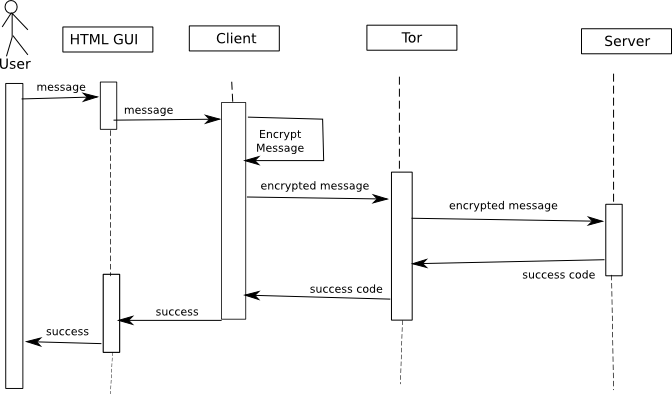 HTML GUI
Client
Tor
Server
User
message
message
Encrypt
Message
encrypted message
encrypted message
success code
success code
success
success